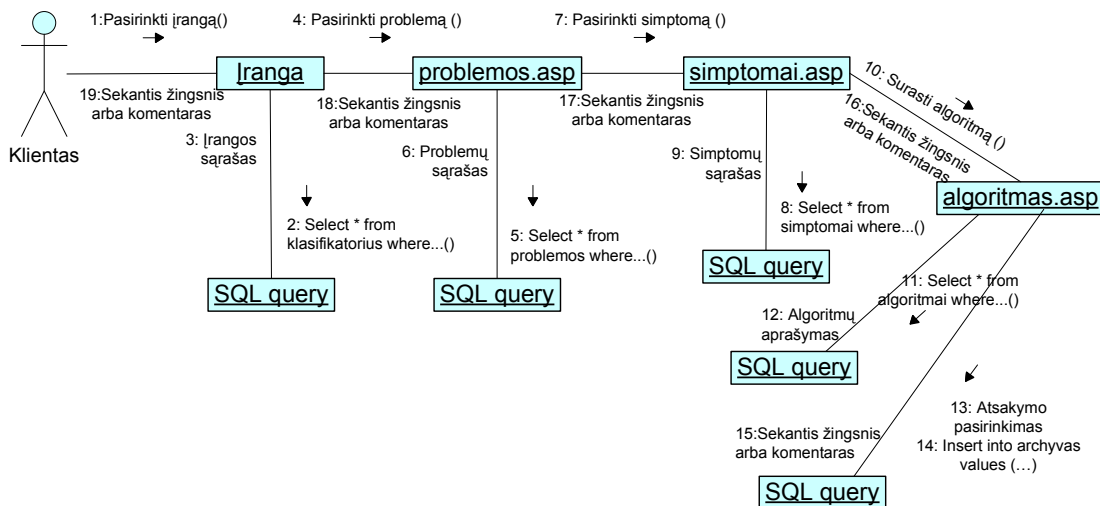 1:Pasirinkti įrangą()
4: Pasirinkti problemą ()
7: Pasirinkti simptomą ()
Įranga
problemos.asp
simptomai.asp
10: Surasti algoritmą ()
19:Sekantis žingsnis
arba komentaras
18:Sekantis žingsnis
arba komentaras
17:Sekantis žingsnis
arba komentaras
16:Sekantis žingsnis
arba komentaras
Klientas
3: Įrangos
sąrašas
6: Problemų
sąrašas
9: Simptomų
sąrašas
algoritmas.asp
2: Select * from
klasifikatorius where...()
5: Select * from
problemos where...()
8: Select * from
simptomai where...()
SQL query
SQL query
SQL query
11: Select * from
algoritmai where...()
12: Algoritmų
aprašymas
SQL query
13: Atsakymo
pasirinkimas
14: Insert into archyvas
values (...)
15:Sekantis žingsnis
arba komentaras
SQL query